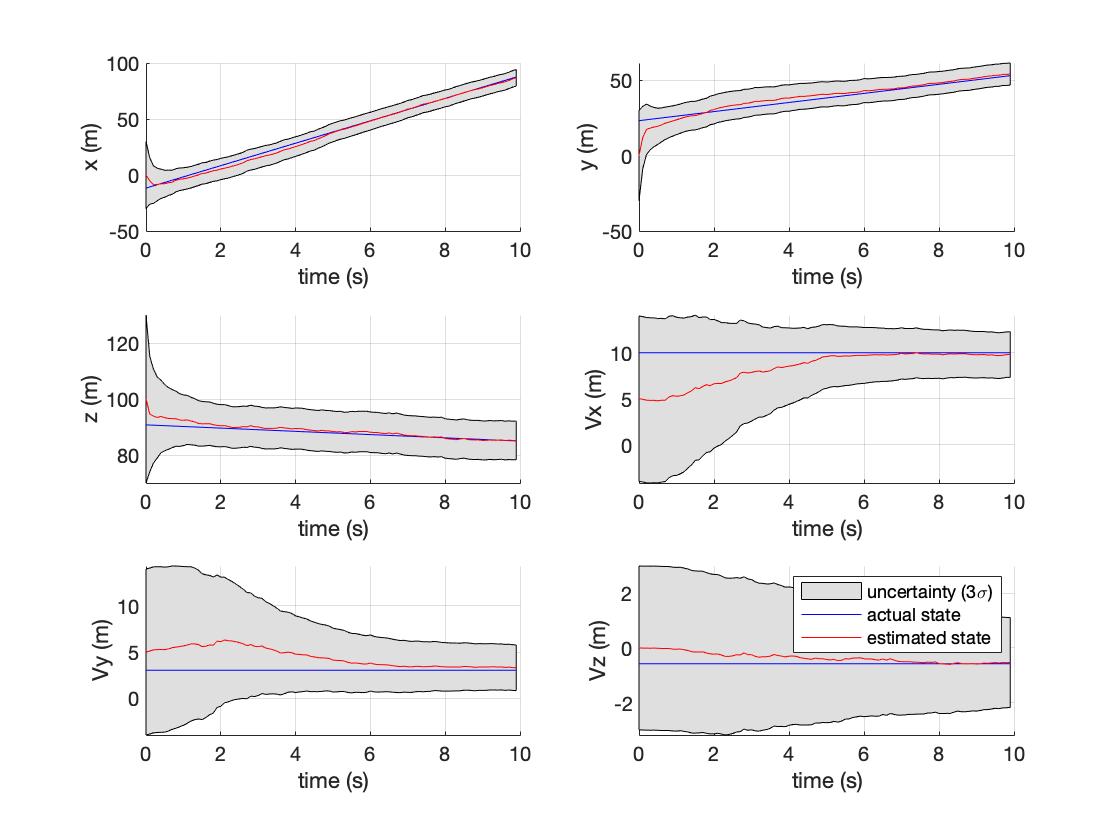 100
50
0
-50
x (m)
0 2 4 6 8 10
time (s)
50
0
-50
y (m)
0 2 4 6 8 10
time (s)
120
100
80
z (m)
0 2 4 6 8 10
time (s)
10
5
0
Vx (m)
0 2 4 6 8 10
time (s)
10
5
0
Vy (m)
0 2 4 6 8 10
time (s)
2
0
-2
Vz (m)
0 2 4 6 8 10
time (s)
uncertainty (3σ)
actual state
estimated state